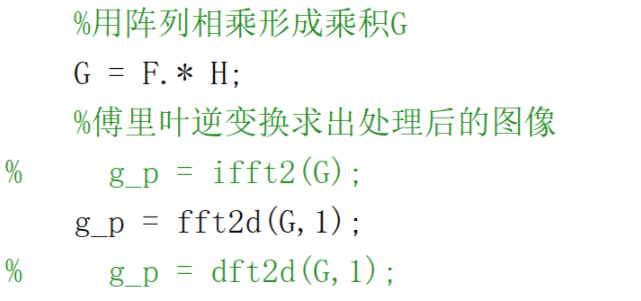 %用阵列相乘形成乘积G
G = F.* H;
%傅里叶逆变换求出处理后的图像
%     g_p = ifft2(G);
g_p = fft2d(G,1);
%     g_p = dft2d(G,1);